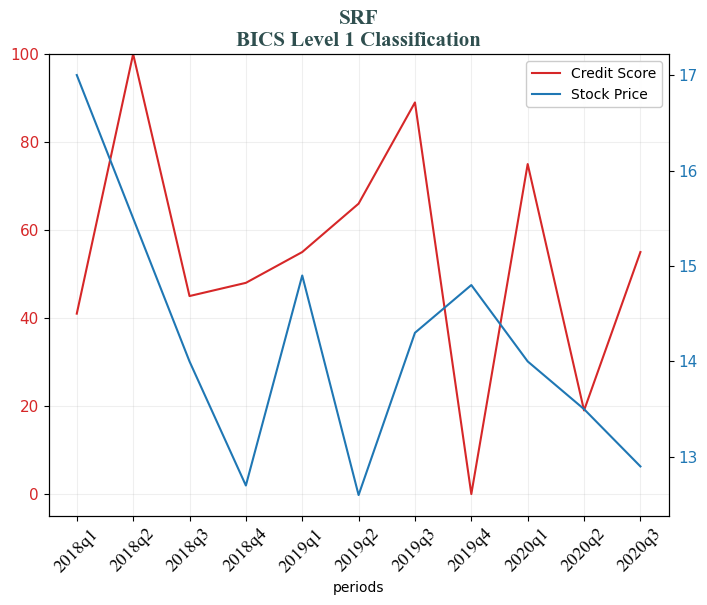 SRF
BICS Level 1 Classification
Credit Score
Stock Price
100
80
60
40
20
0
17
16
15
14
13
2018q1
2018q2
2018q3
2018q4
2019q1
2019q2
2019q3
2019q4
2020q1
2020q2
2020q3
periods